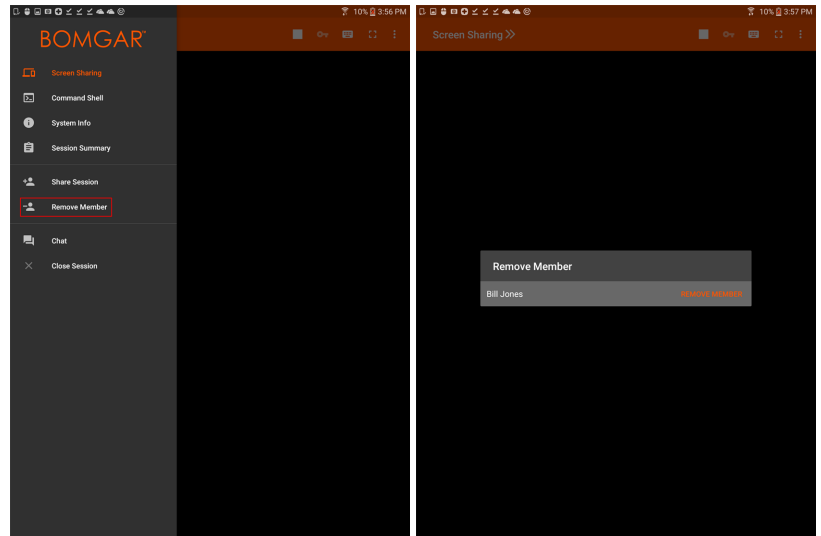 10% 3:56 PM
BOMGAR™
Screen Sharing
Command Shell
System Info
Session Summary
Share Session
Remove Member
Chat
Close Session
10% 3:57 PM
Screen Sharing
Remove Member
Bill Jones
REMOVE MEMBER